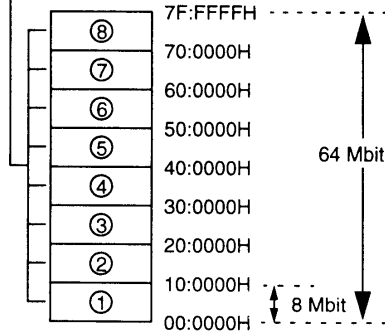 7F:FFFFH
⑧
70:0000H
⑦
60:0000H
⑥
50:0000H
⑤
40:0000H
64 Mbit
④
30:0000H
③
20:0000H
②
10:0000H
①
8 Mbit
00:0000H